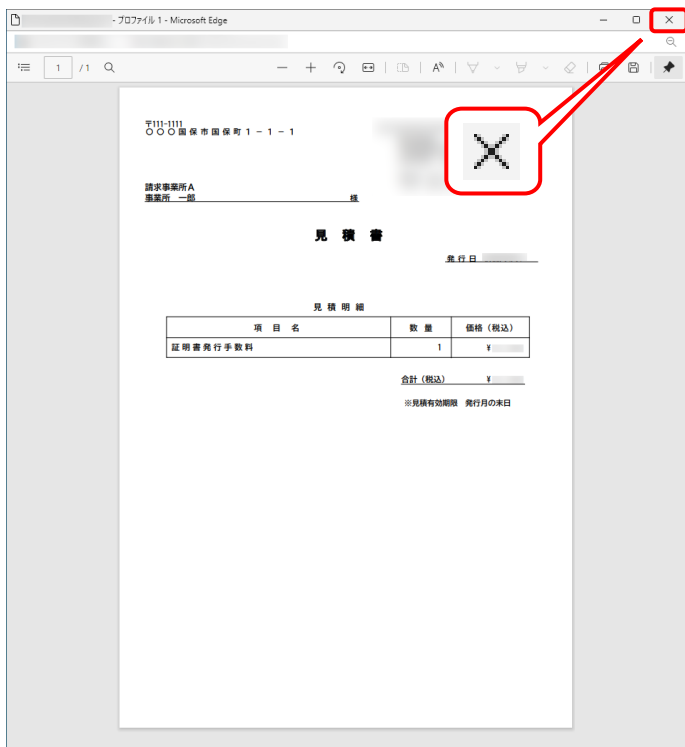 - プロファイル 1 - Microsoft Edge
1 / 1
〒111-1111
〇〇〇国保市国保町１－１－１
請求事業所A
事業所 一郎 様
見 積 書
発行日
見積明細
項 目 名 数 量 価格（税込）
証明書発行手数料 1 ¥
合計（税込） ¥
※見積有効期限 発行月の末日